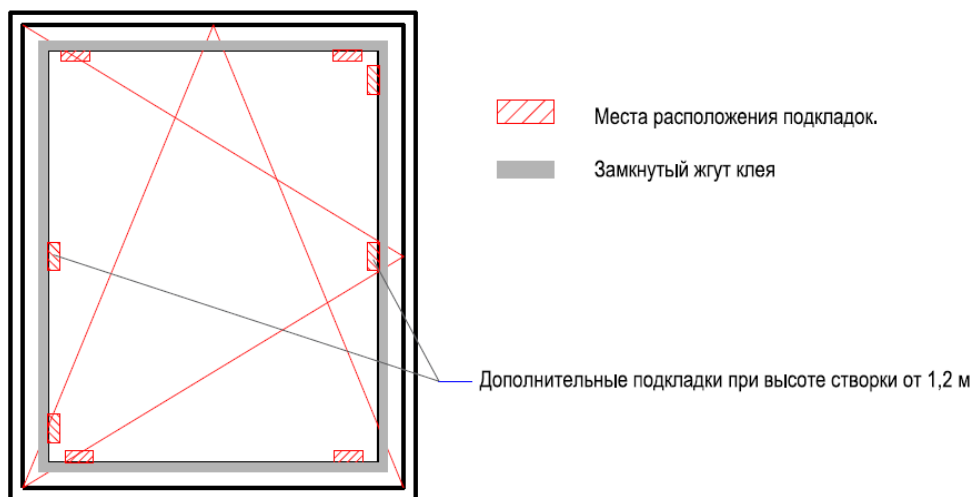 Места расположения подкладок.
Замкнутый жгут клея
Дополнительные подкладки при высоте створки от 1,2 м